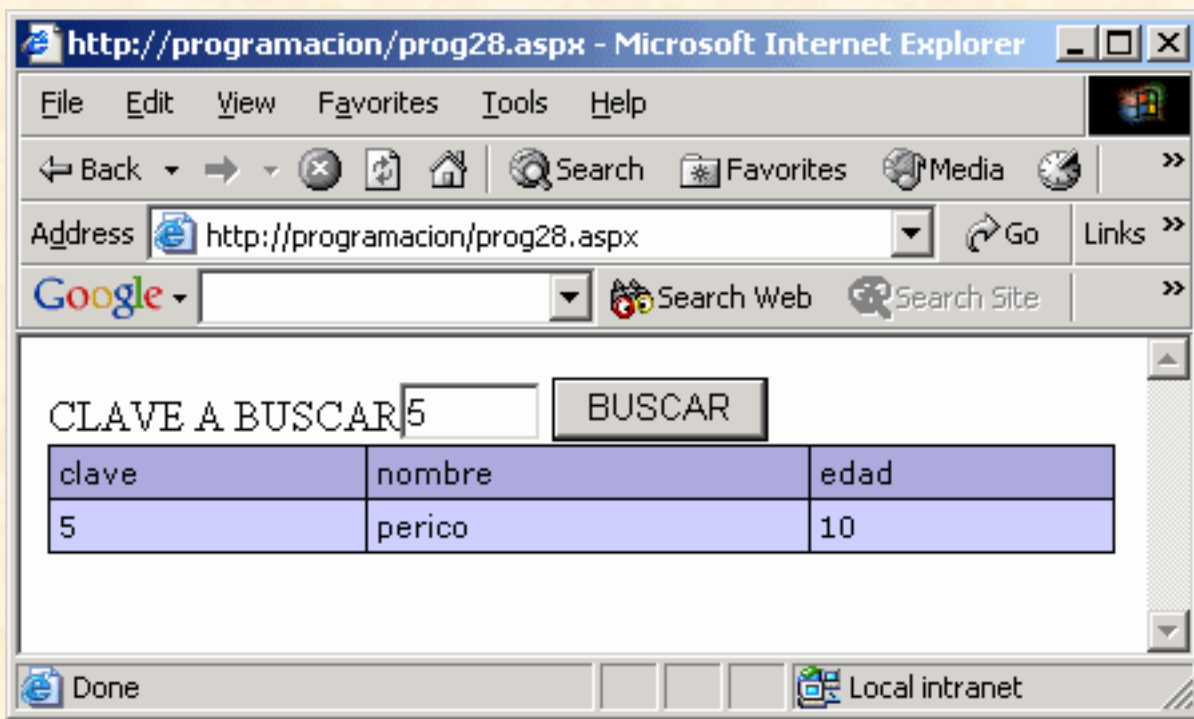 http://programacion/prog28.aspx - Microsoft Internet Explorer
File Edit View Favorites Tools Help
Back Search Favorites Media »
Address http://programacion/prog28.aspx Go Links »
Google Search Web Search Site »
CLAVE A BUSCAR 5 BUSCAR
clave nombre edad
5 perico 10
Done Local intranet